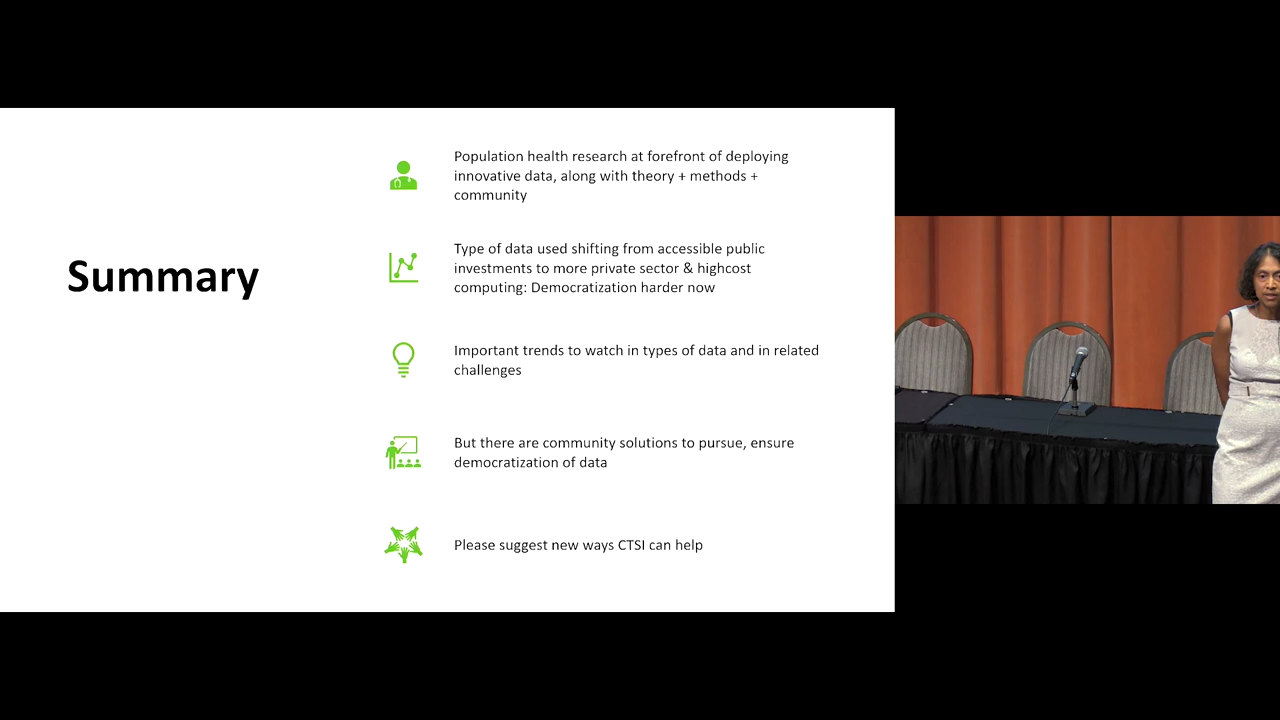 Summary
Population health research at forefront of deploying
innovative data, along with theory + methods +
community
Type of data used shifting from accessible public
investments to more private sector & highcost
computing: Democratization harder now
Important trends to watch in types of data and in related
challenges
But there are community solutions to pursue, ensure
democratization of data
Please suggest new ways CTSI can help